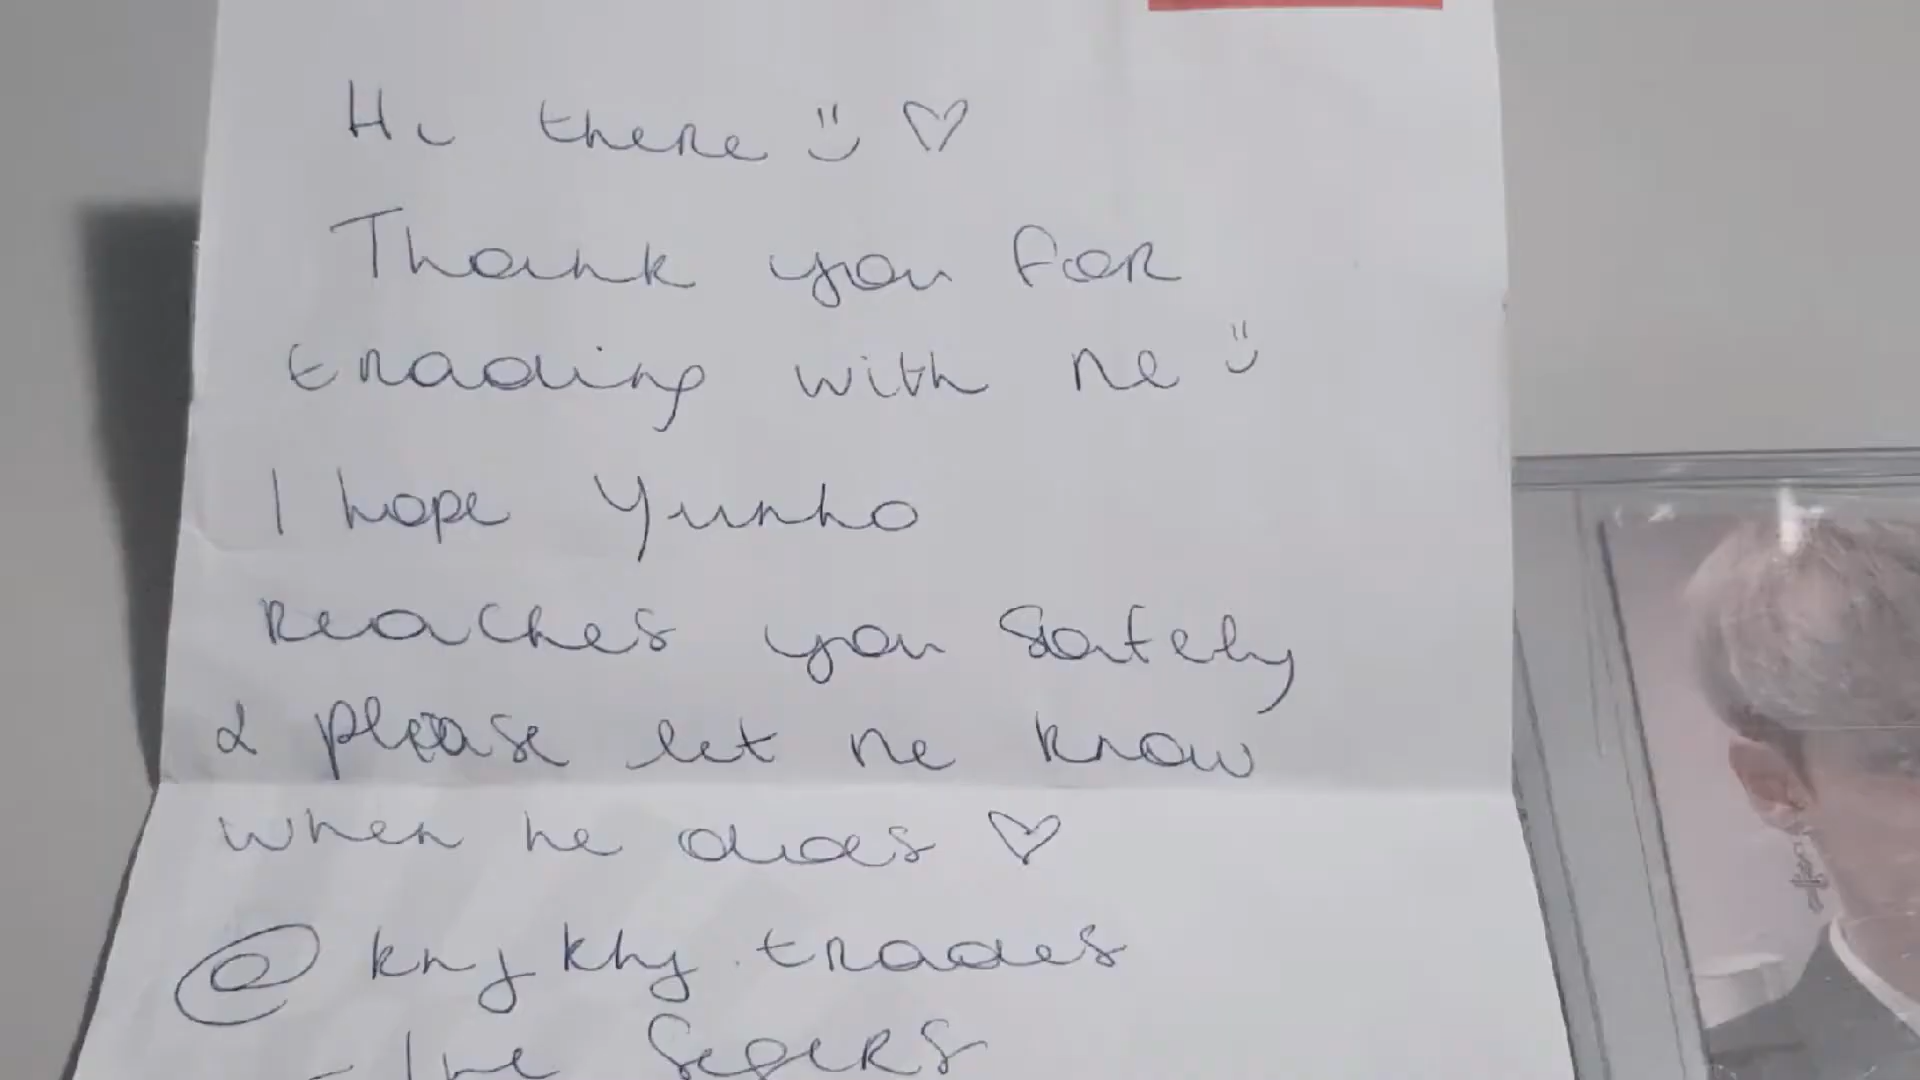 Hi there
Thank you for
trading with me
I hope Yunho
reaches you safely
& please let me know
when he does
@knjkhj.trades